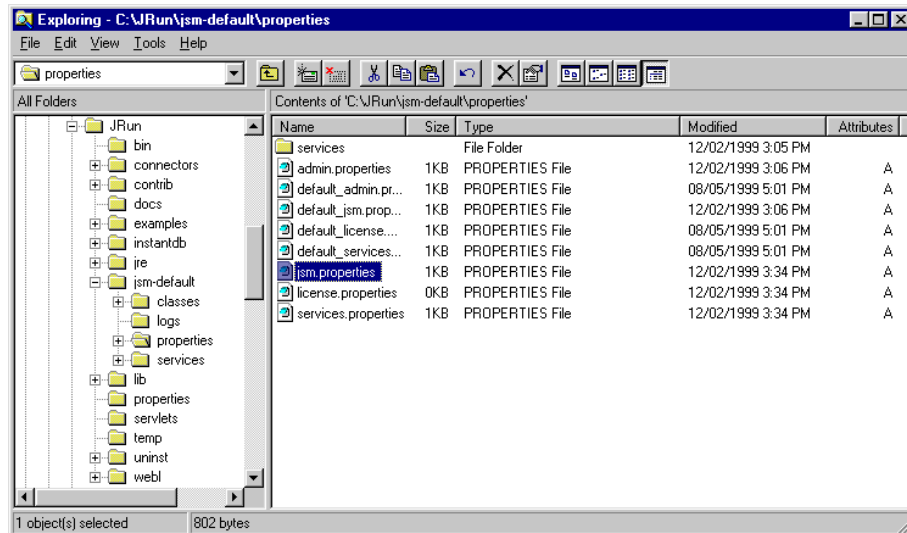 Exploring - C:\JRun\jsm-default\properties
File Edit View Tools Help
properties
All Folders
Contents of 'C:\JRun\jsm-default\properties'
JRun
bin
connectors
contrib
docs
examples
instantdb
jre
jsm-default
classes
logs
properties
services
lib
properties
servlets
temp
uninst
webl
Name Size Type Modified Attributes
services File Folder 12/02/1999 3:05 PM
admin.properties 1KB PROPERTIES File 12/02/1999 3:06 PM A
default_admin.pr... 1KB PROPERTIES File 08/05/1999 5:01 PM A
default_jsm.prop... 1KB PROPERTIES File 12/02/1999 3:06 PM A
default_license.... 1KB PROPERTIES File 08/05/1999 5:01 PM A
default_services... 1KB PROPERTIES File 08/05/1999 5:01 PM A
jsm.properties 1KB PROPERTIES File 12/02/1999 3:34 PM A
license.properties 0KB PROPERTIES File 12/02/1999 3:34 PM A
services.properties 1KB PROPERTIES File 12/02/1999 3:34 PM A
1 object(s) selected 802 bytes